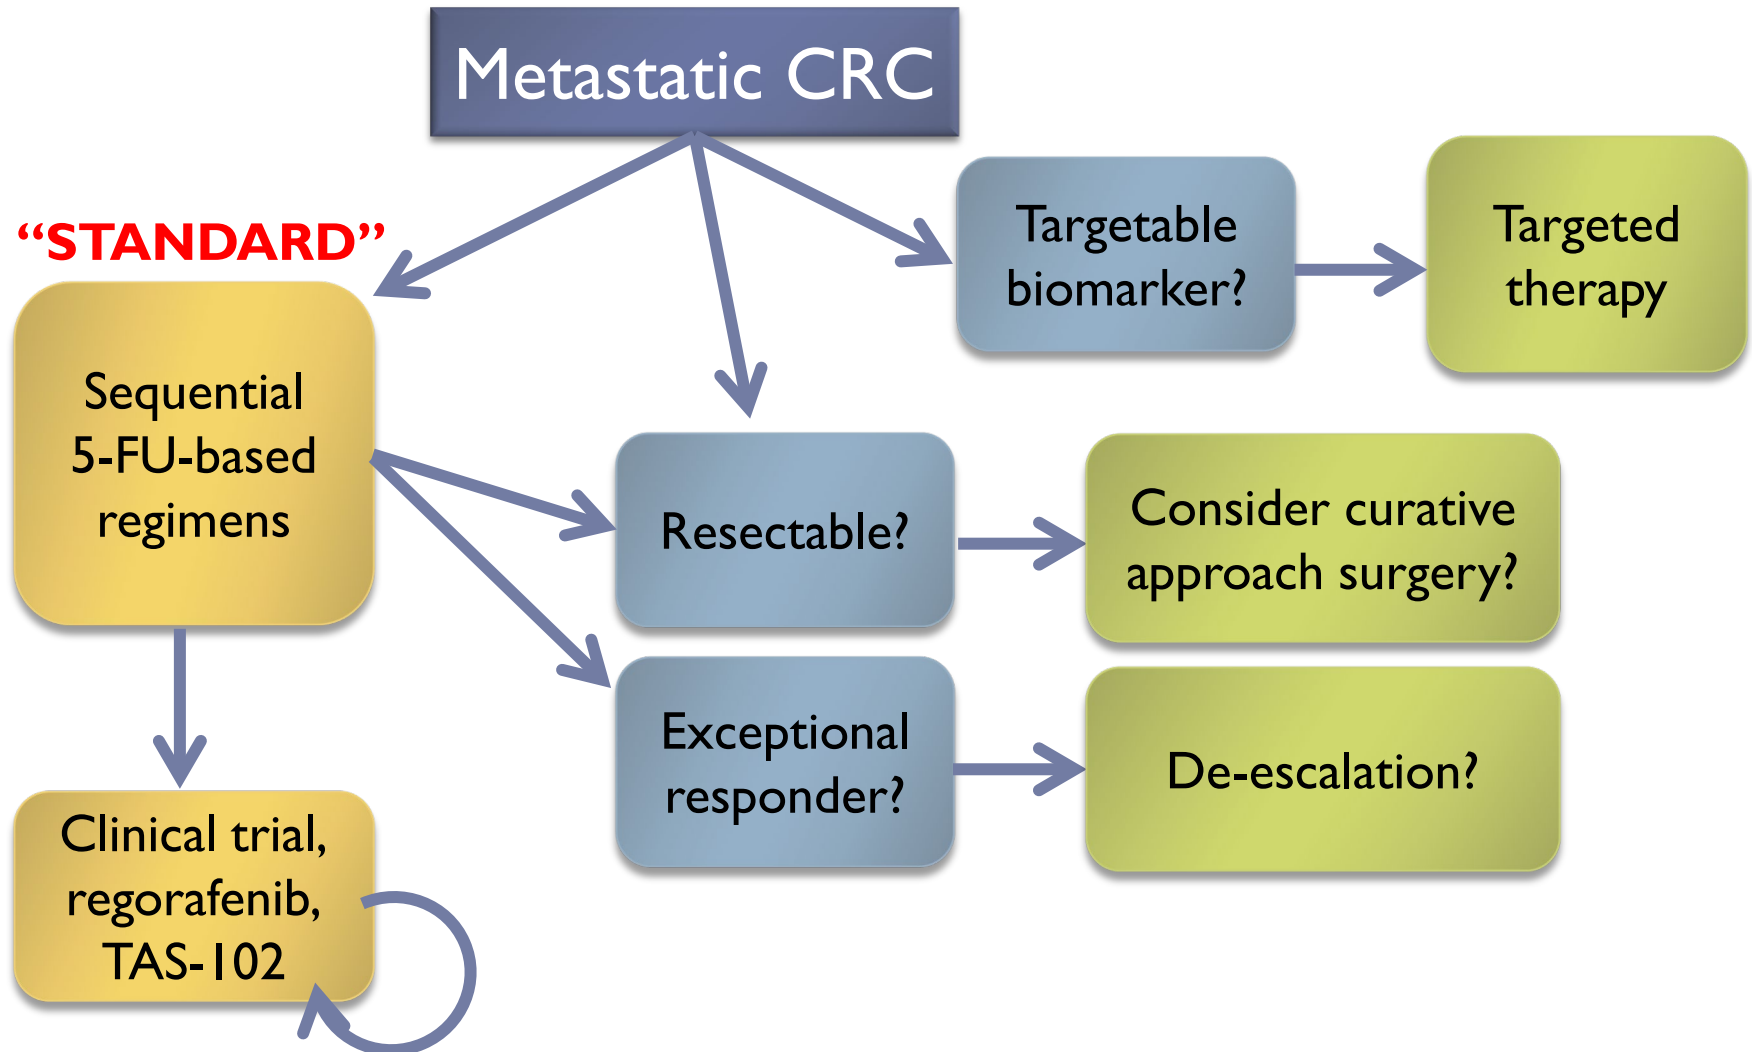 Metastatic CRC
“STANDARD”
Targetable
biomarker?
Targeted
therapy
Sequential
5-FU-based
regimens
Resectable?
Consider curative
approach surgery?
Exceptional
responder?
De-escalation?
Clinical trial,
regorafenib,
TAS-102